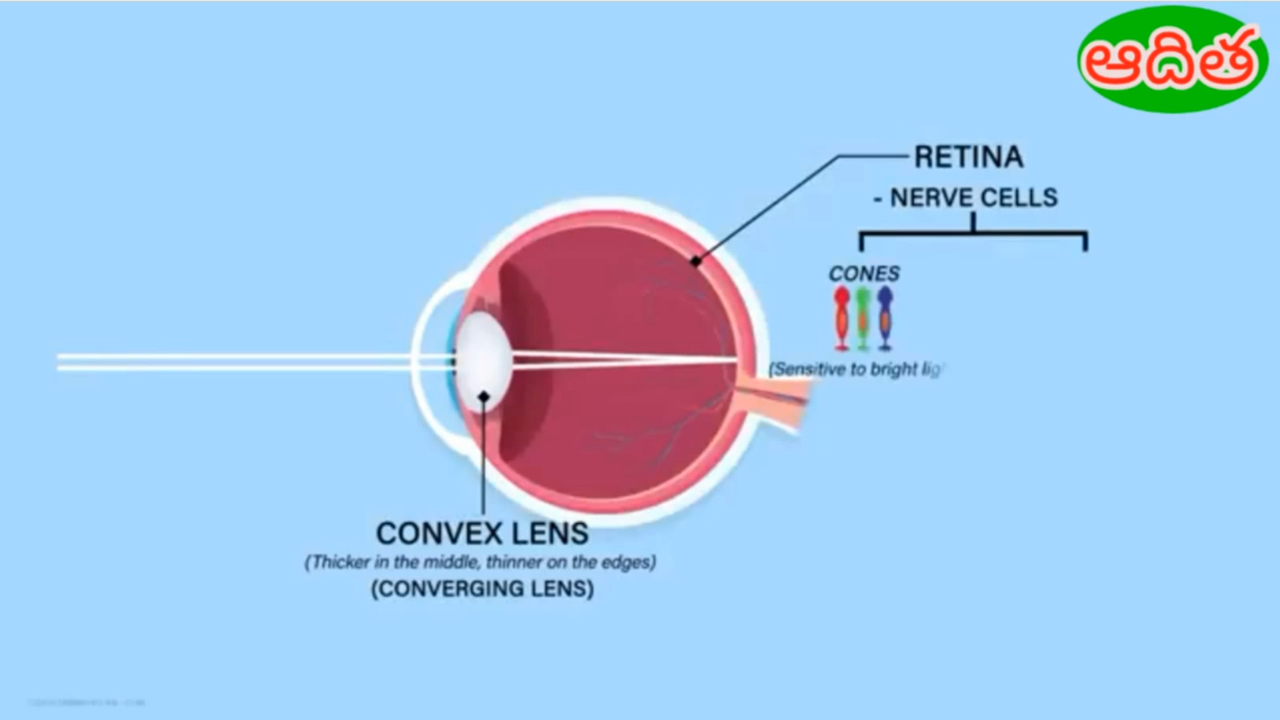 ఆదిత
RETINA
- NERVE CELLS
CONES
(Sensitive to bright lig
CONVEX LENS
(Thicker in the middle, thinner on the edges)
(CONVERGING LENS)